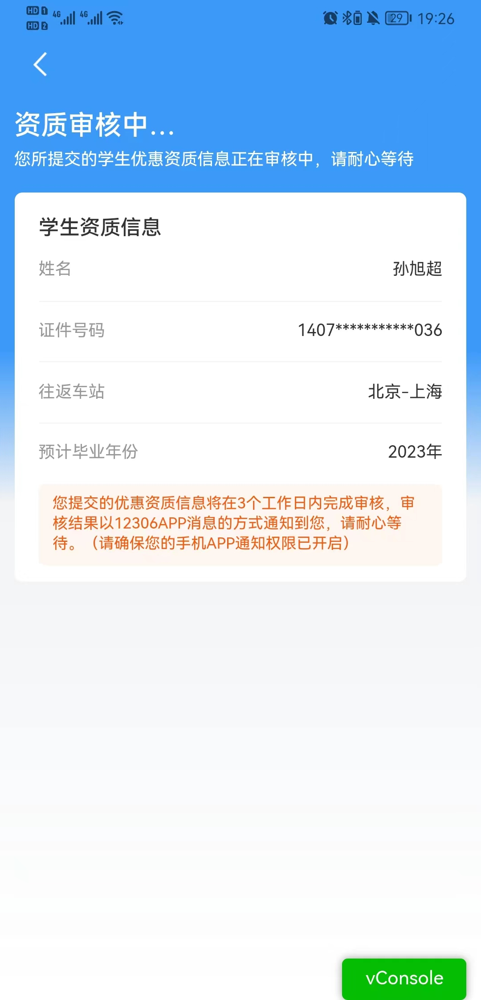 HD 1 4G 4G
HD 2
29 19:26
资质审核中...
您所提交的学生优惠资质信息正在审核中，请耐心等待
学生资质信息
姓名 孙旭超
证件号码 1407***********036
往返车站 北京-上海
预计毕业年份 2023年
您提交的优惠资质信息将在3个工作日内完成审核，审
核结果以12306APP消息的方式通知到您，请耐心等
待。（请确保您的手机APP通知权限已开启）
vConsole